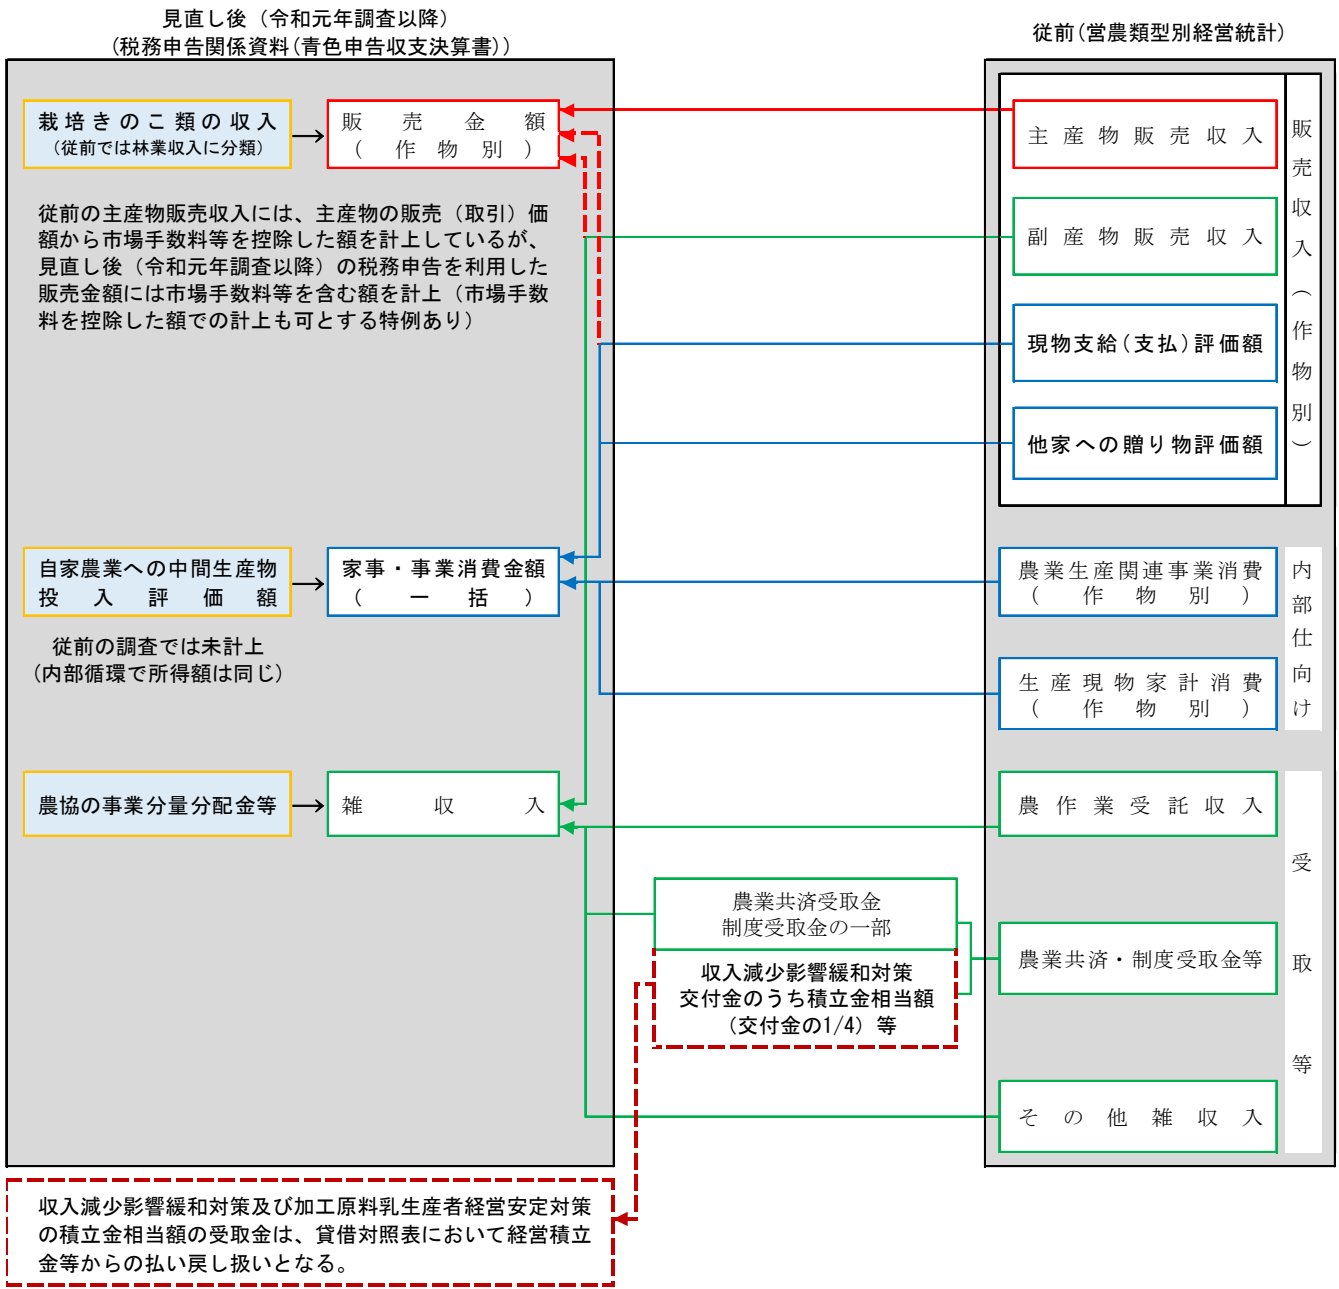 見直し後（令和元年調査以降）
（税務申告関係資料（青色申告収支決算書））
栽培きのこ類の収入
（従前では林業収入に分類）
販売金額
（作物別）
従前の主産物販売収入には、主産物の販売（取引）価
額から市場手数料等を控除した額を計上しているが、
見直し後（令和元年調査以降）の税務申告を利用した
販売金額には市場手数料等を含む額を計上（市場手数
料を控除した額での計上も可とする特例あり）
自家農業への中間生産物
投入評価額
家事・事業消費金額
（一括）
従前の調査では未計上
（内部循環で所得額は同じ）
農協の事業分量分配金等
雑収入
従前（営農類型別経営統計）
主産物販売収入
副産物販売収入
現物支給（支払）評価額
他家への贈り物評価額
販売収入（作物別）
農業生産関連事業消費
（作物別）
生産現物家計消費
（作物別）
内部仕向け
農作業受託収入
農業共済・制度受取金等
その他雑収入
受取等
農業共済受取金
制度受取金の一部
収入減少影響緩和対策
交付金のうち積立金相当額
（交付金の1/4）等
収入減少影響緩和対策及び加工原料乳生産者経営安定対策
の積立金相当額の受取金は、貸借対照表において経営積立
金等からの払い戻し扱いとなる。